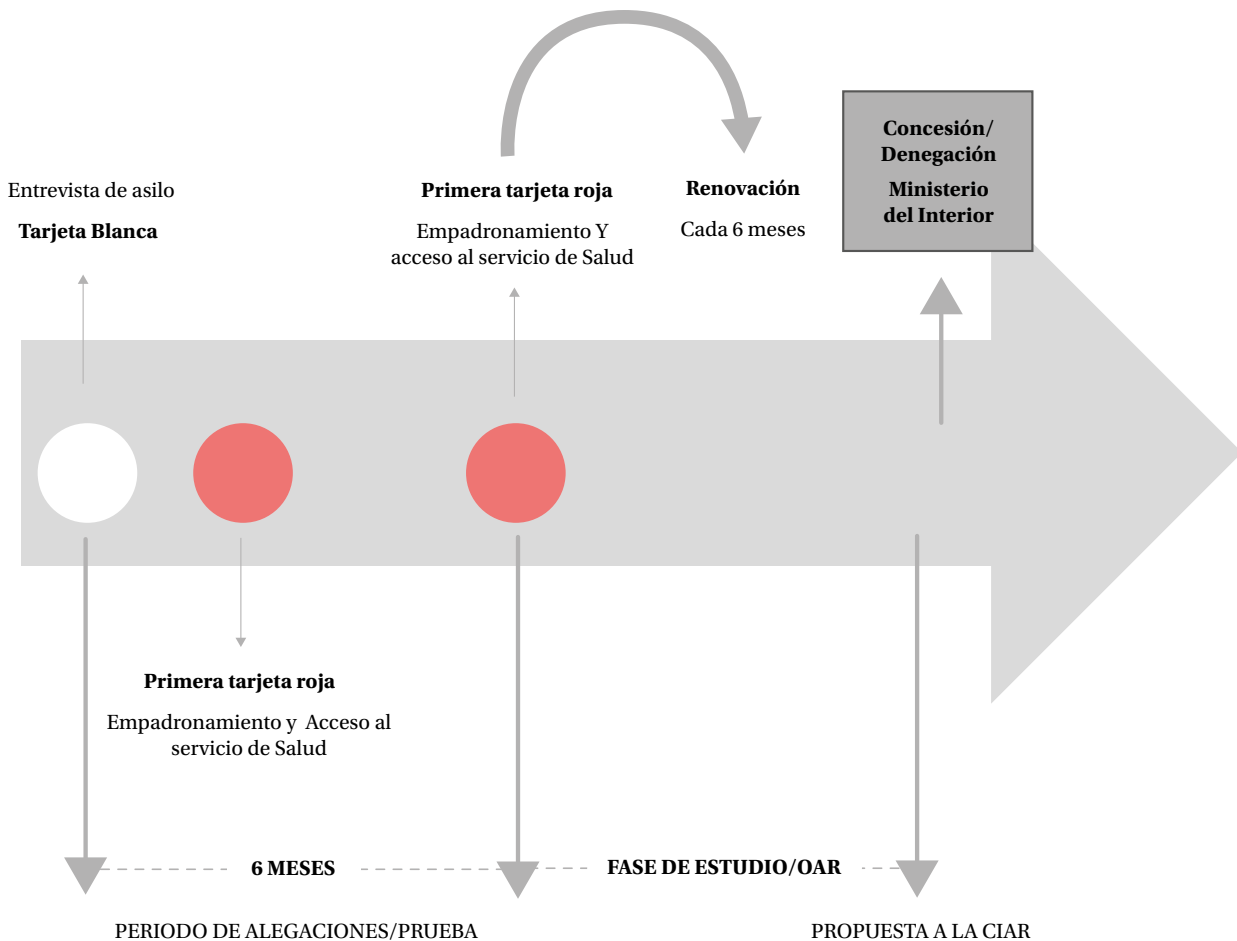 Concesión/
Denegación
Ministerio
del Interior
Entrevista de asilo
Tarjeta Blanca
Primera tarjeta roja
Empadronamiento Y
acceso al servicio de Salud
Renovación
Cada 6 meses
Primera tarjeta roja
Empadronamiento y  Acceso al
servicio de Salud
6 MESES
FASE DE ESTUDIO/OAR
PERIODO DE ALEGACIONES/PRUEBA
PROPUESTA A LA CIAR